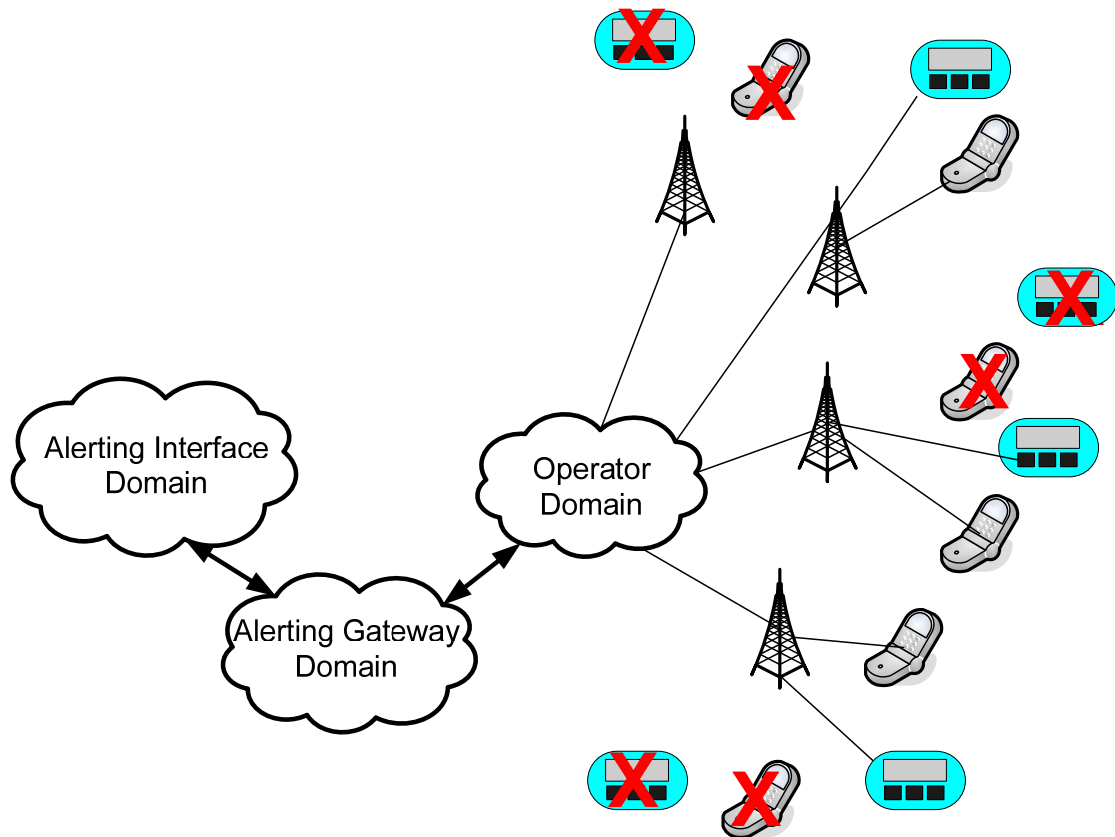 Alerting Interface
Domain
Operator
Domain
Alerting Gateway
Domain